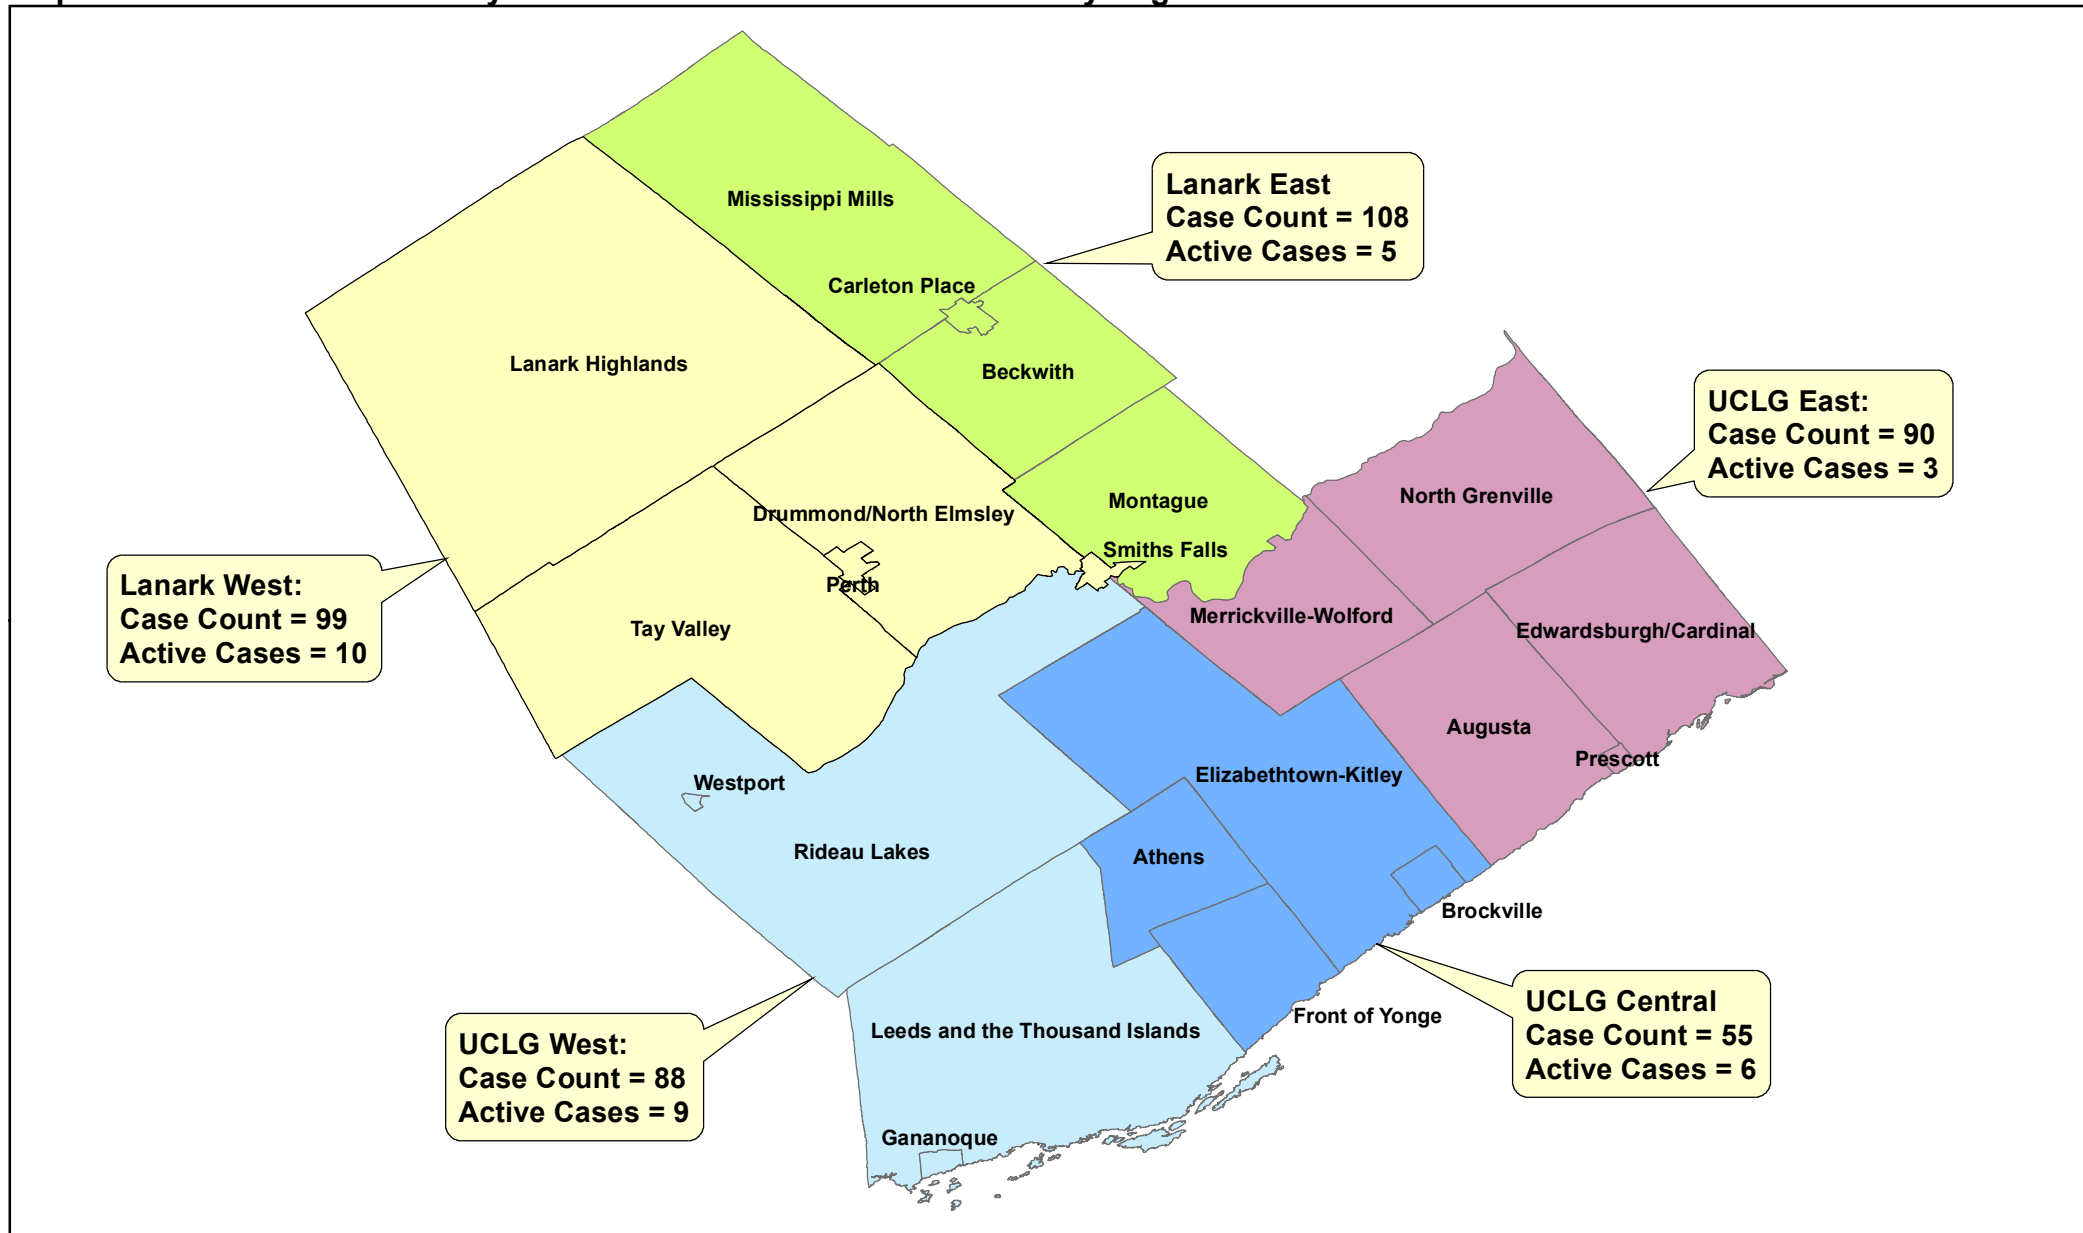 Mississippi Mills
Lanark East
Case Count = 108
Active Cases = 5
Carleton Place
Lanark Highlands
Beckwith
UCLG East:
Case Count = 90
Active Cases = 3
North Grenville
Montague
Drummond/North Elmsley
Smiths Falls
Perth
Lanark West:
Case Count = 99
Active Cases = 10
Tay Valley
Merrickville-Wolford
Edwardsburgh/Cardinal
Augusta
Prescott
Westport
Elizabethtown-Kitley
Rideau Lakes
Athens
Brockville
UCLG Central
Case Count = 55
Active Cases = 6
Front of Yonge
Leeds and the Thousand Islands
UCLG West:
Case Count = 88
Active Cases = 9
Gananoque